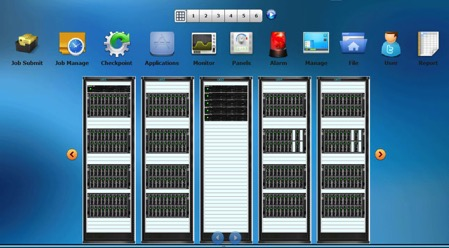 1 2 3 4 5 6
Job Submit Job Manage Checkpoint Applications Monitor Panels Alarm Manage File User Report